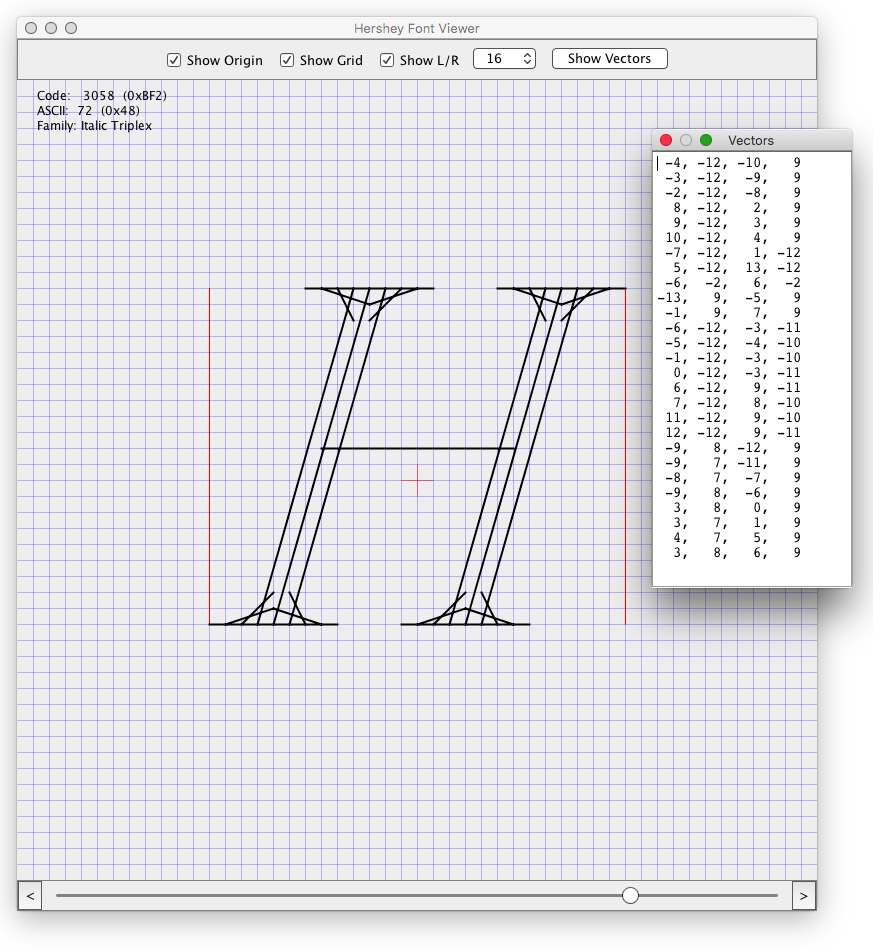 Hershey Font Viewer
Show Origin Show Grid Show L/R 16 Show Vectors
Code: 3058 (0xBF2)
ASCII: 72 (0x48)
Family: Italic Triplex
Vectors
-4, -12, -10, 9
-3, -12, -9, 9
-2, -12, -8, 9
8, -12, 2, 9
9, -12, 3, 9
10, -12, 4, 9
-7, -12, 1, -12
5, -12, 13, -12
-6, -2, 6, -2
-13, 9, -5, 9
-1, 9, 7, 9
-6, -12, -3, -11
-5, -12, -4, -10
-1, -12, -3, -10
0, -12, -3, -11
6, -12, 9, -11
7, -12, 8, -10
11, -12, 9, -10
12, -12, 9, -11
-9, 8, -12, 9
-9, 7, -11, 9
-8, 7, -7, 9
-9, 8, -6, 9
3, 8, 0, 9
3, 7, 1, 9
4, 7, 5, 9
3, 8, 6, 9
H
< >